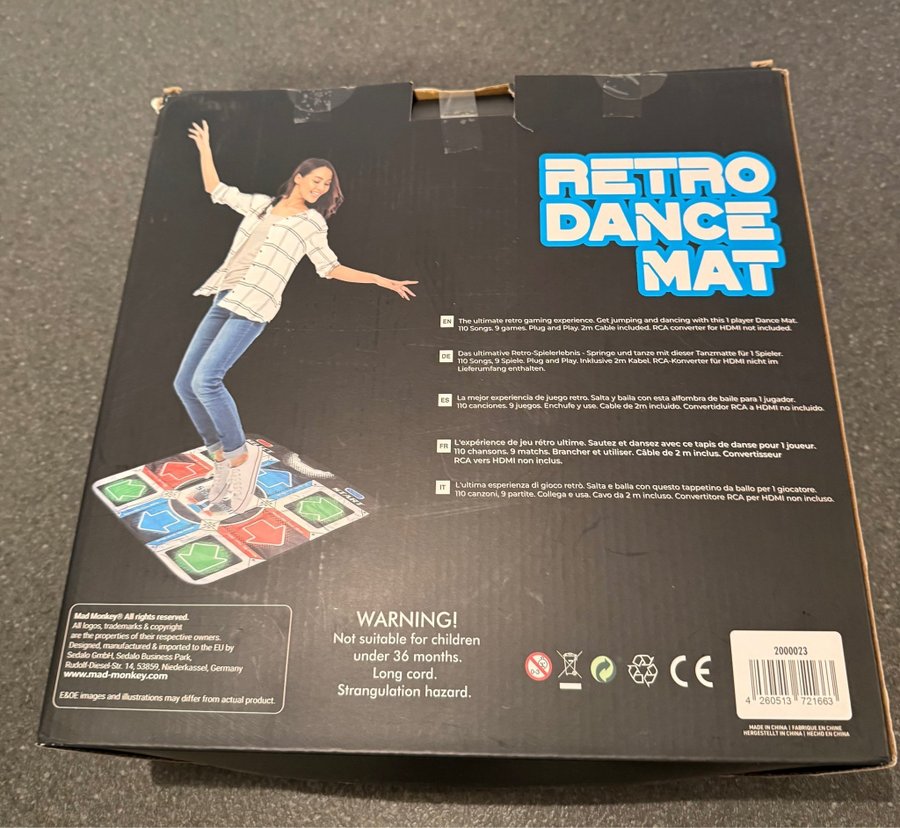 RETRO
DANCE
MAT
EN
The ultimate retro gaming experience. Get jumping and dancing with this 1 player Dance Mat.
110 Songs. 9 games. Plug and Play. 2m Cable included. RCA converter for HDMI not included.
DE
Das ultimative Retro-Spielerlebnis - Springe und tanze mit dieser Tanzmatte für 1 Spieler.
110 Songs, 9 Spiele. Plug and Play. Inklusive 2m Kabel. RCA-Konverter für HDMI nicht im
Lieferumfang enthalten.
ES
La mejor experiencia de juego retro. Salta y baila con esta alfombra de baile para 1 jugador.
110 canciones. 9 juegos. Enchufe y use. Cable de 2m incluido. Convertidor RCA a HDMI no incluido.
FR
L'expérience de jeu rétro ultime. Sautez et dansez avec ce tapis de danse pour 1 joueur.
110 chansons. 9 matchs. Brancher et utiliser. Câble de 2 m inclus. Convertisseur
RCA vers HDMI non inclus.
IT
L'ultima esperienza di gioco retrò. Salta e balla con questo tappetino da ballo per 1 giocatore.
110 canzoni, 9 partite. Collega e usa. Cavo da 2 m incluso. Convertitore RCA per HDMI non incluso.
Mad Monkey® All rights reserved.
All logos, trademarks & copyright
are the properties of their respective owners.
Designed, manufactured & imported to the EU by
Sedalo GmbH, Sedalo Business Park,
Rudolf-Diesel-Str. 14, 53859, Niederkassel, Germany
www.mad-monkey.com
E&OE images and illustrations may differ from actual product.
WARNING!
Not suitable for children
under 36 months.
Long cord.
Strangulation hazard.
0-3
CE
2000023
4 260513 721663
MADE IN CHINA | FABRIQUE EN CHINE
HERGESTELLT IN CHINA | HECHO EN CHINA